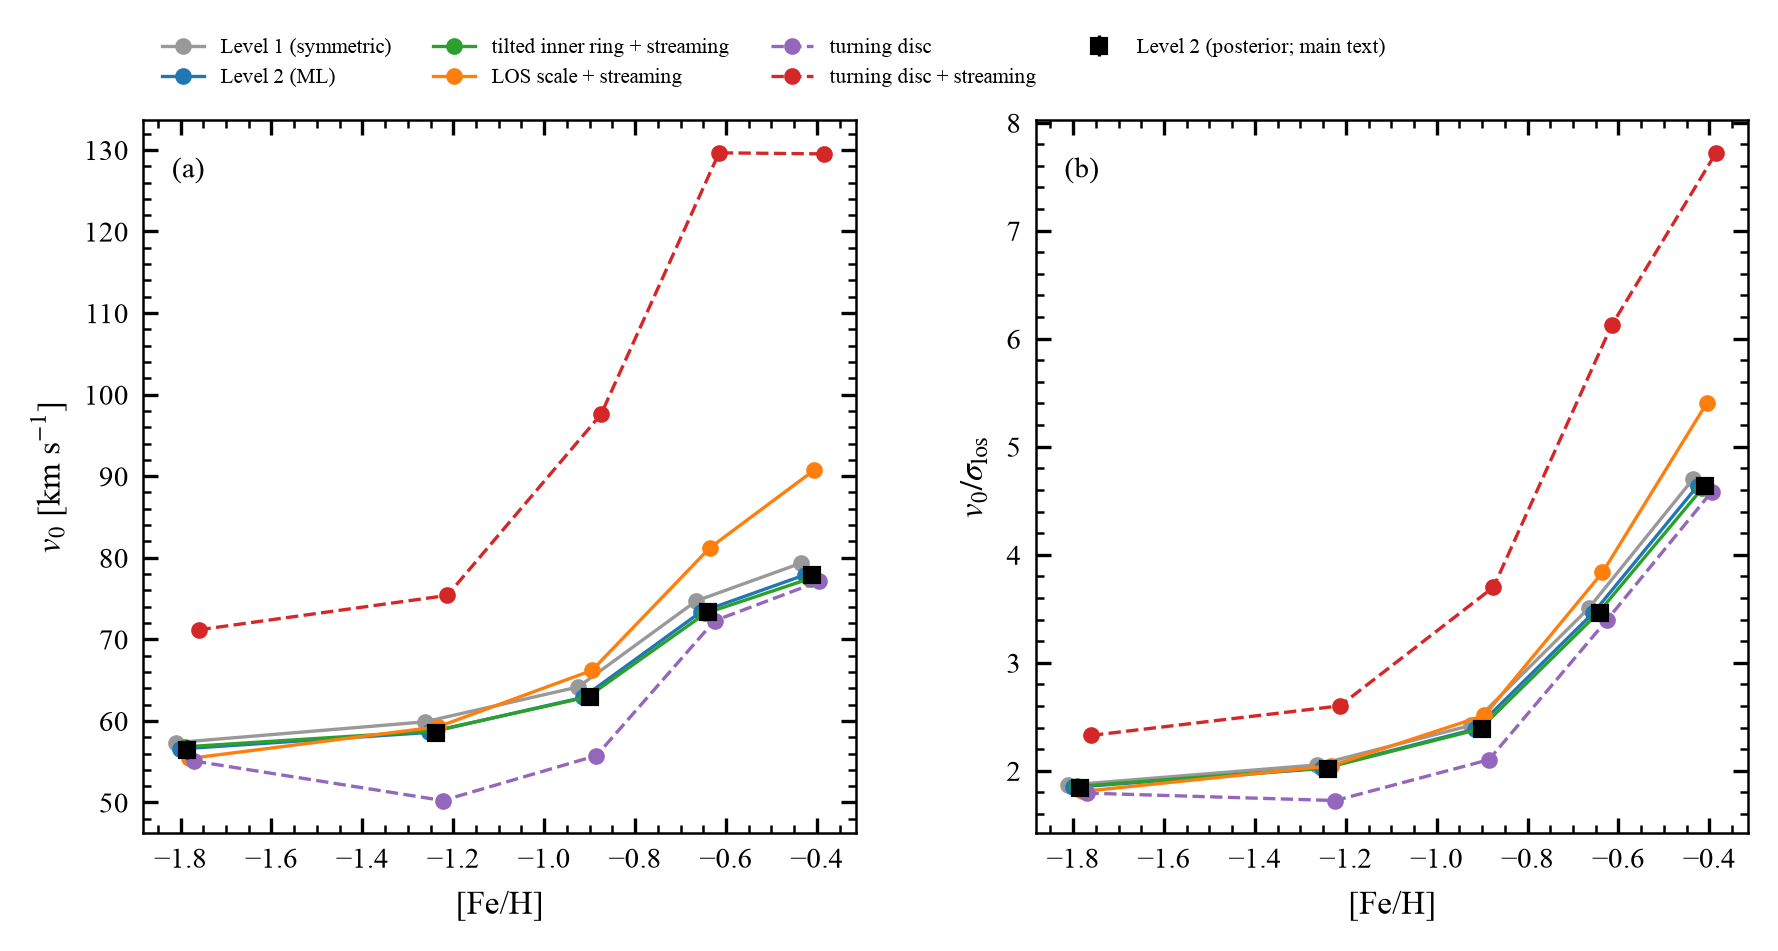 Level 1 (symmetric)
Level 2 (ML)
tilted inner ring + streaming
LOS scale + streaming
turning disc
turning disc + streaming
Level 2 (posterior; main text)
(a)
130
120
110
100
90
80
70
60
50
v₀ [km s⁻¹]
−1.8 −1.6 −1.4 −1.2 −1.0 −0.8 −0.6 −0.4
[Fe/H]
(b)
8
7
6
5
4
3
2
v₀/σ_los
−1.8 −1.6 −1.4 −1.2 −1.0 −0.8 −0.6 −0.4
[Fe/H]